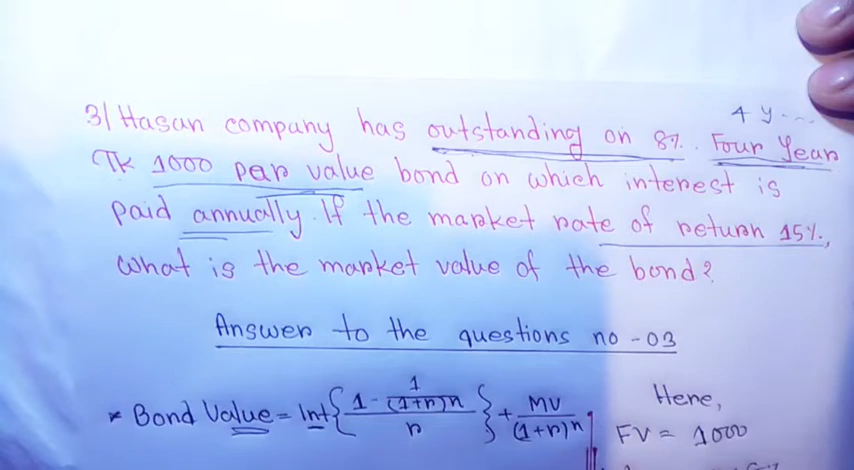 4 y...
3/ Hasan company has outstanding on 8%. Four Year
Tk 1000 par value bond on which interest is
paid annually. If the market rate of return 15%,
what is the market value of the bond?
Answer to the questions no -03
* Bond Value = Int { 1 - 1/(1+r)n / r } + MV/(1+r)n
Here,
FV = 1000